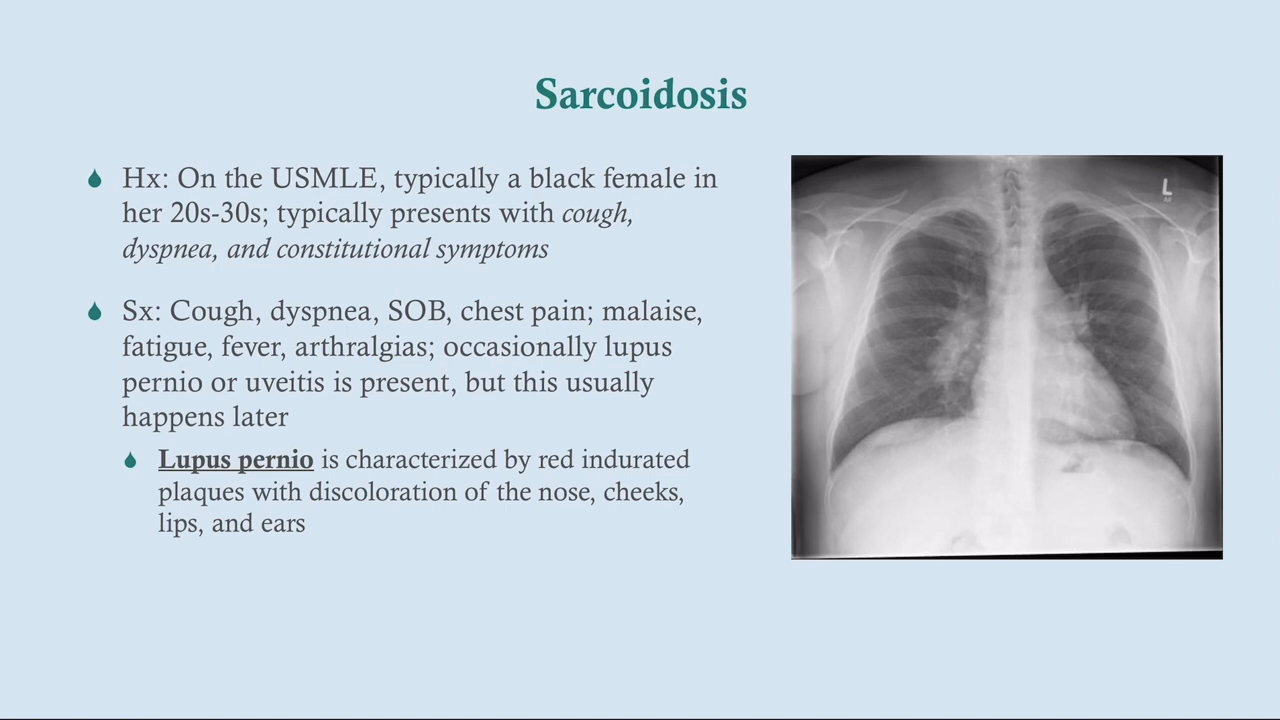 Sarcoidosis
Hx: On the USMLE, typically a black female in
her 20s-30s; typically presents with cough,
dyspnea, and constitutional symptoms
Sx: Cough, dyspnea, SOB, chest pain; malaise,
fatigue, fever, arthralgias; occasionally lupus
pernio or uveitis is present, but this usually
happens later
Lupus pernio is characterized by red indurated
plaques with discoloration of the nose, cheeks,
lips, and ears
L